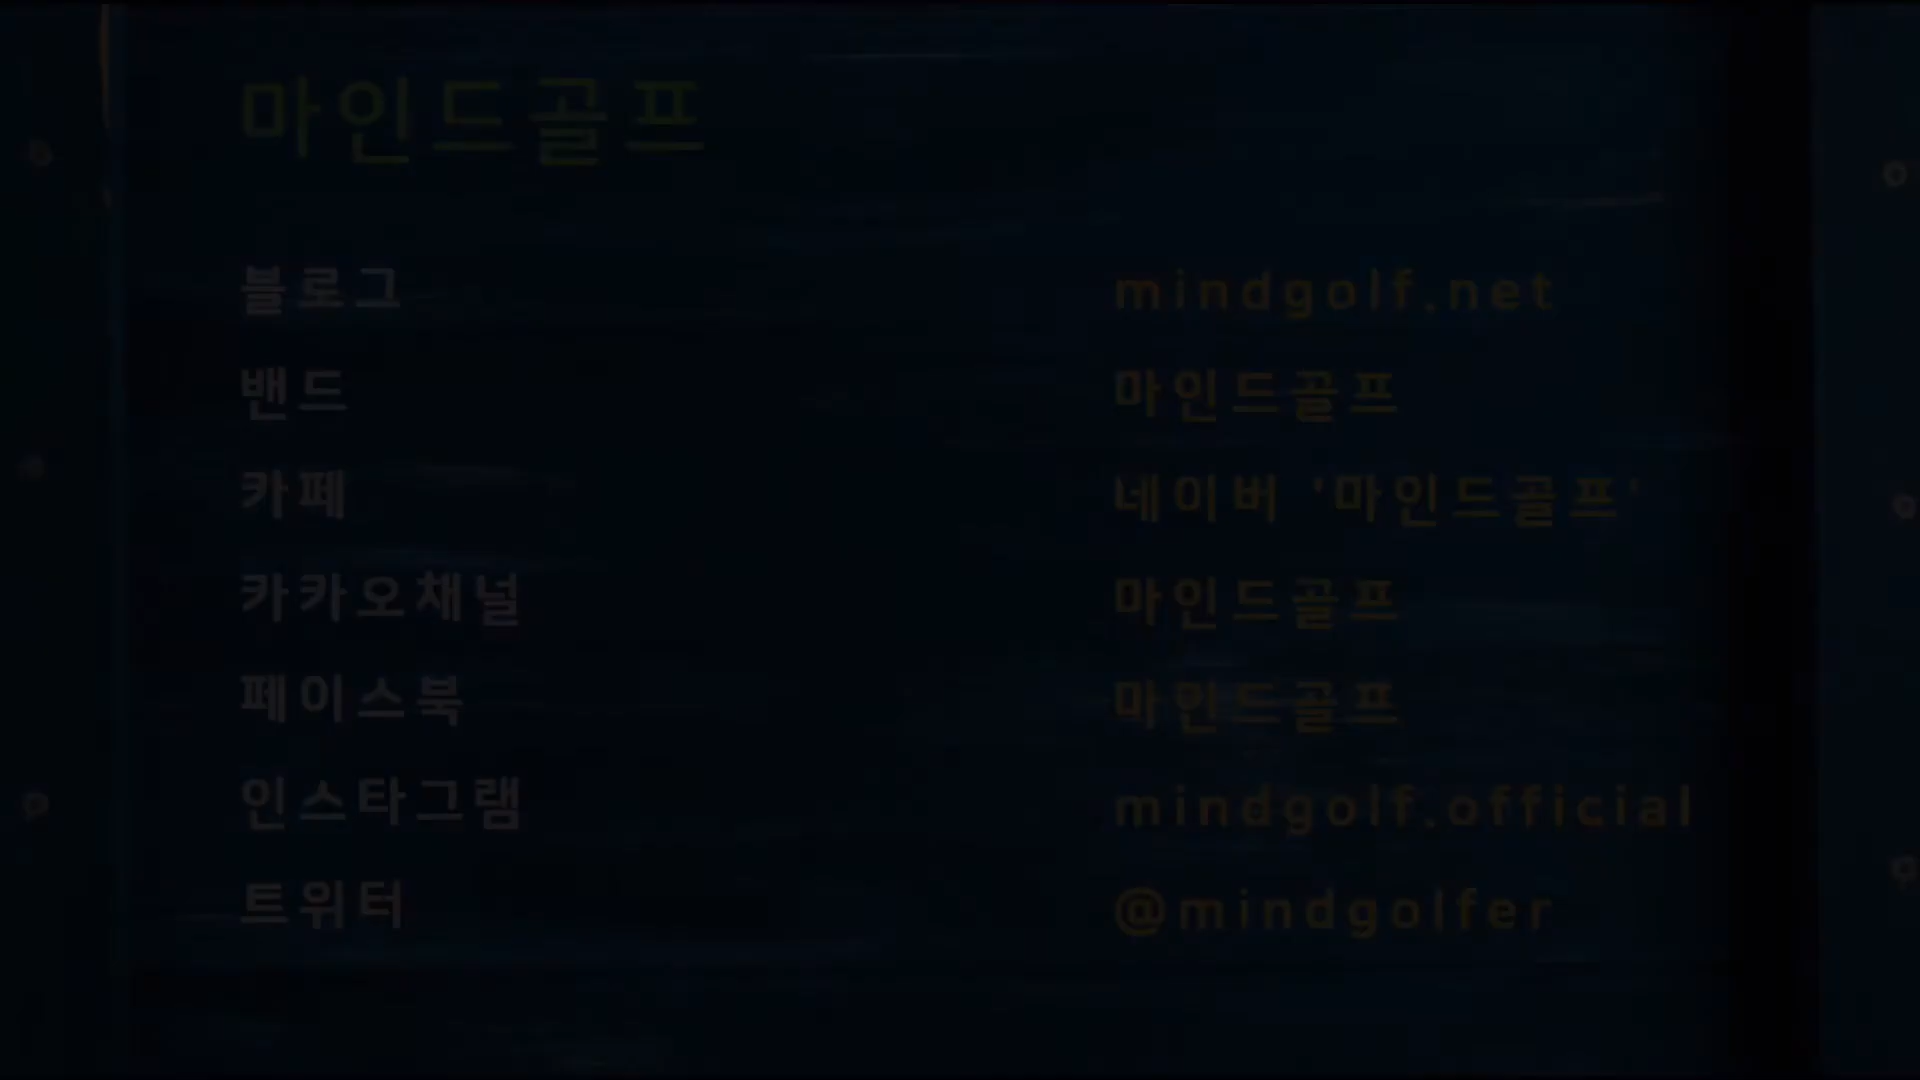 마인드골프
블로그 mindgolf.net
밴드 마인드골프
카페 네이버 '마인드골프'
카카오채널 마인드골프
페이스북 마인드골프
인스타그램 mindgolf.official
트위터 @mindgolfer